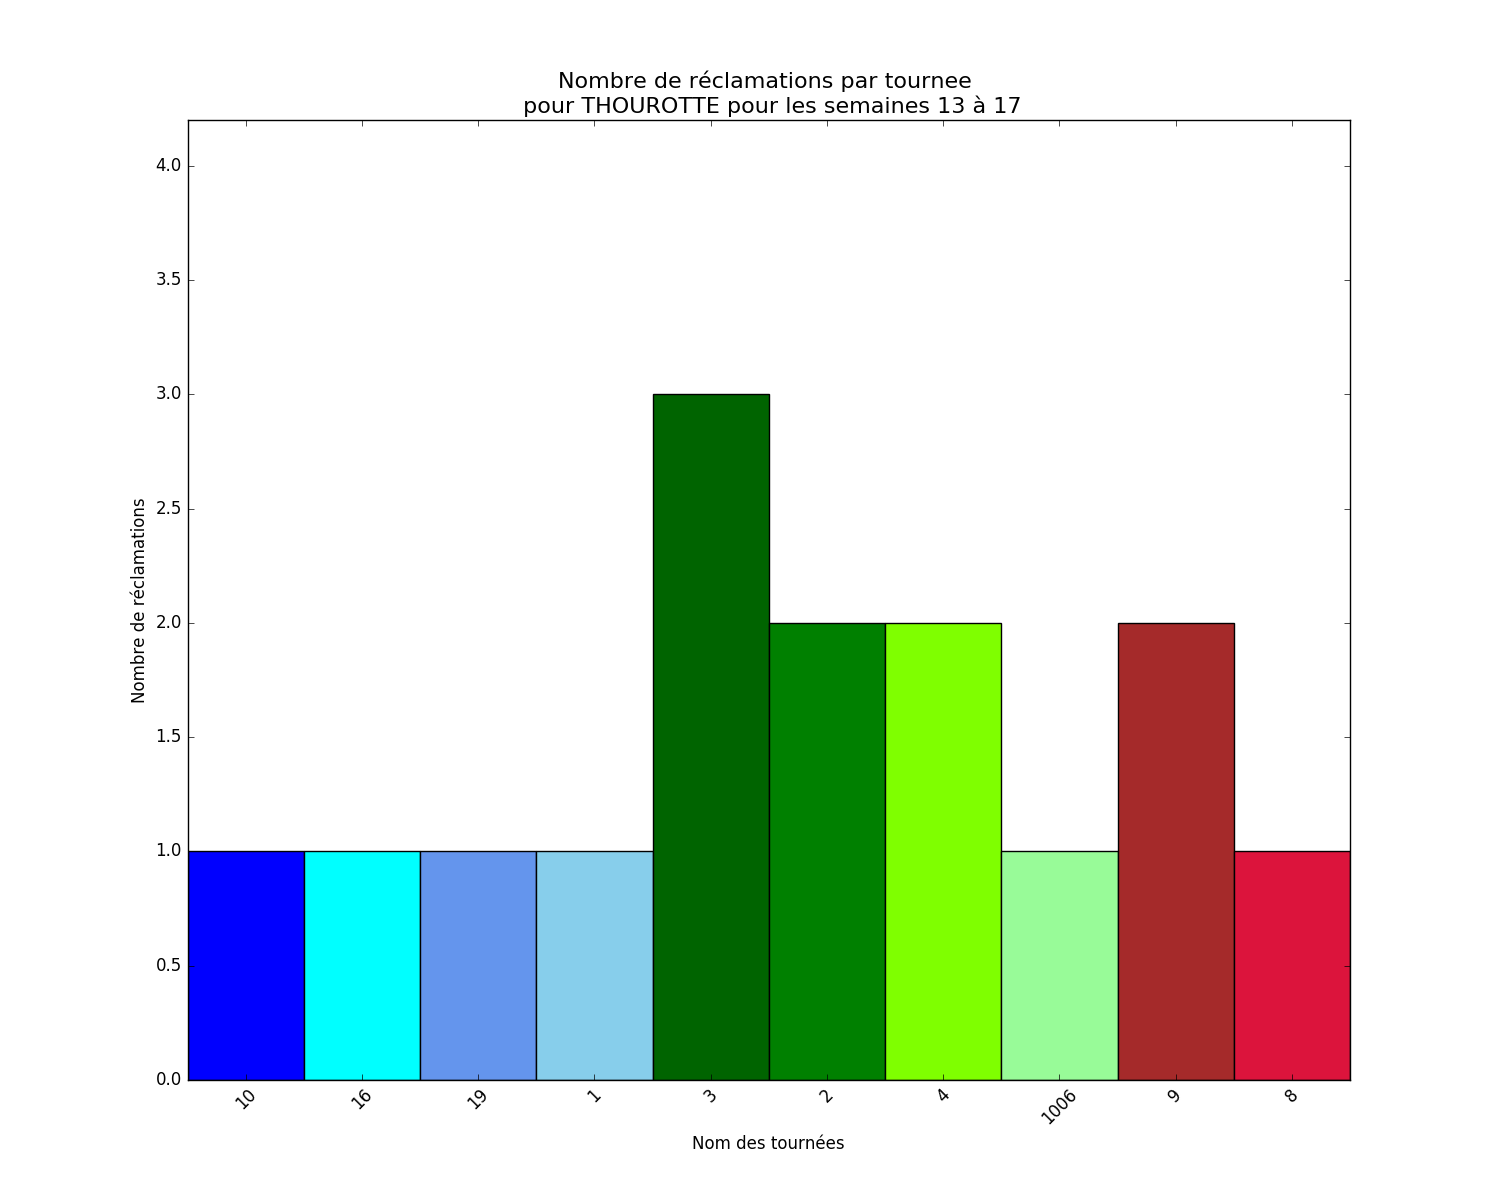 Nombre de réclamations par tournee
pour THOUROTTE pour les semaines 13 à 17
4.0
3.5
3.0
2.5
2.0
1.5
1.0
0.5
0.0
Nombre de réclamations
10 16 19 1 3 2 4 1006 9 8
Nom des tournées